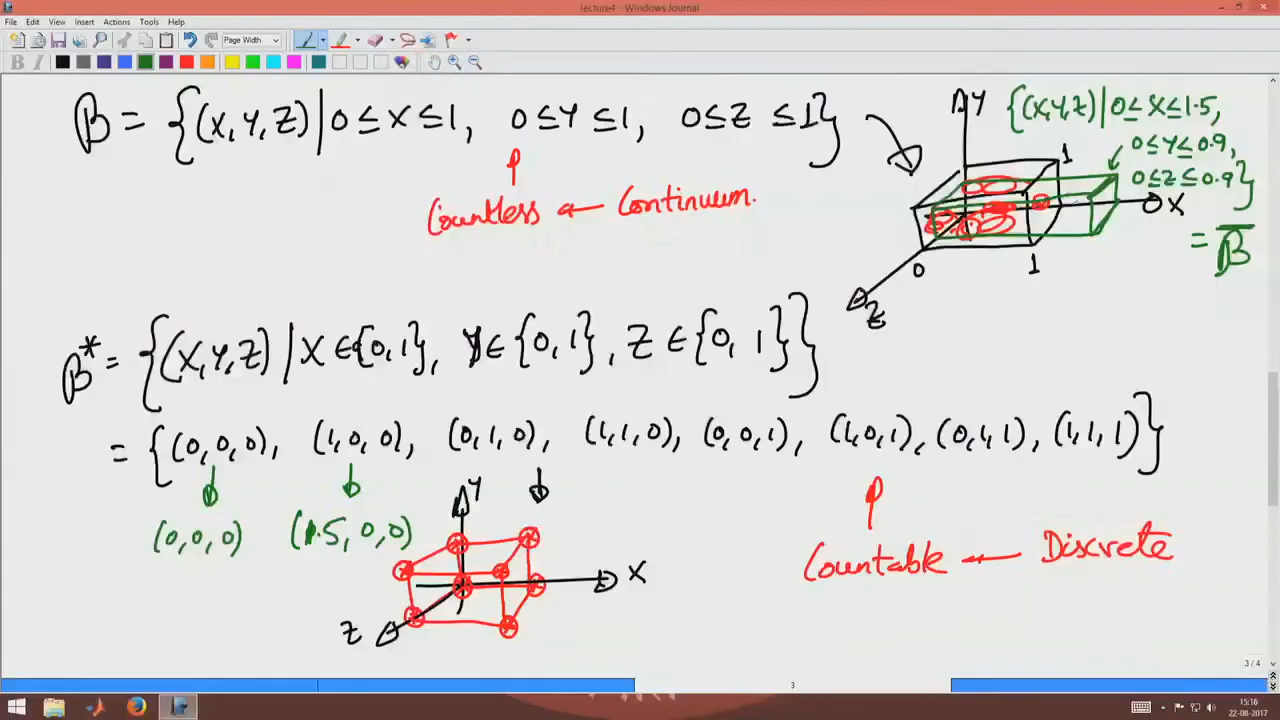 lecture4 - Windows Journal
File Edit View Insert Actions Tools Help
Page Width
B = {(X,Y,Z) | 0 ≤ X ≤ 1, 0 ≤ Y ≤ 1, 0 ≤ Z ≤ 1}
Countless ← Continuum.
Y
{(X,Y,Z) | 0 ≤ X ≤ 1.5,
0 ≤ Y ≤ 0.9,
0 ≤ Z ≤ 0.9}
1
X
= B̅
0
1
Z
B* = {(X,Y,Z) | X ∈ {0,1}, Y ∈ {0,1}, Z ∈ {0,1}}
= {(0,0,0), (1,0,0), (0,1,0), (1,1,0), (0,0,1), (1,0,1), (0,1,1), (1,1,1)}
(0,0,0) (1.5,0,0)
Y
X
Z
Countable ← Discrete
3/4
3
15:16
22-08-2017